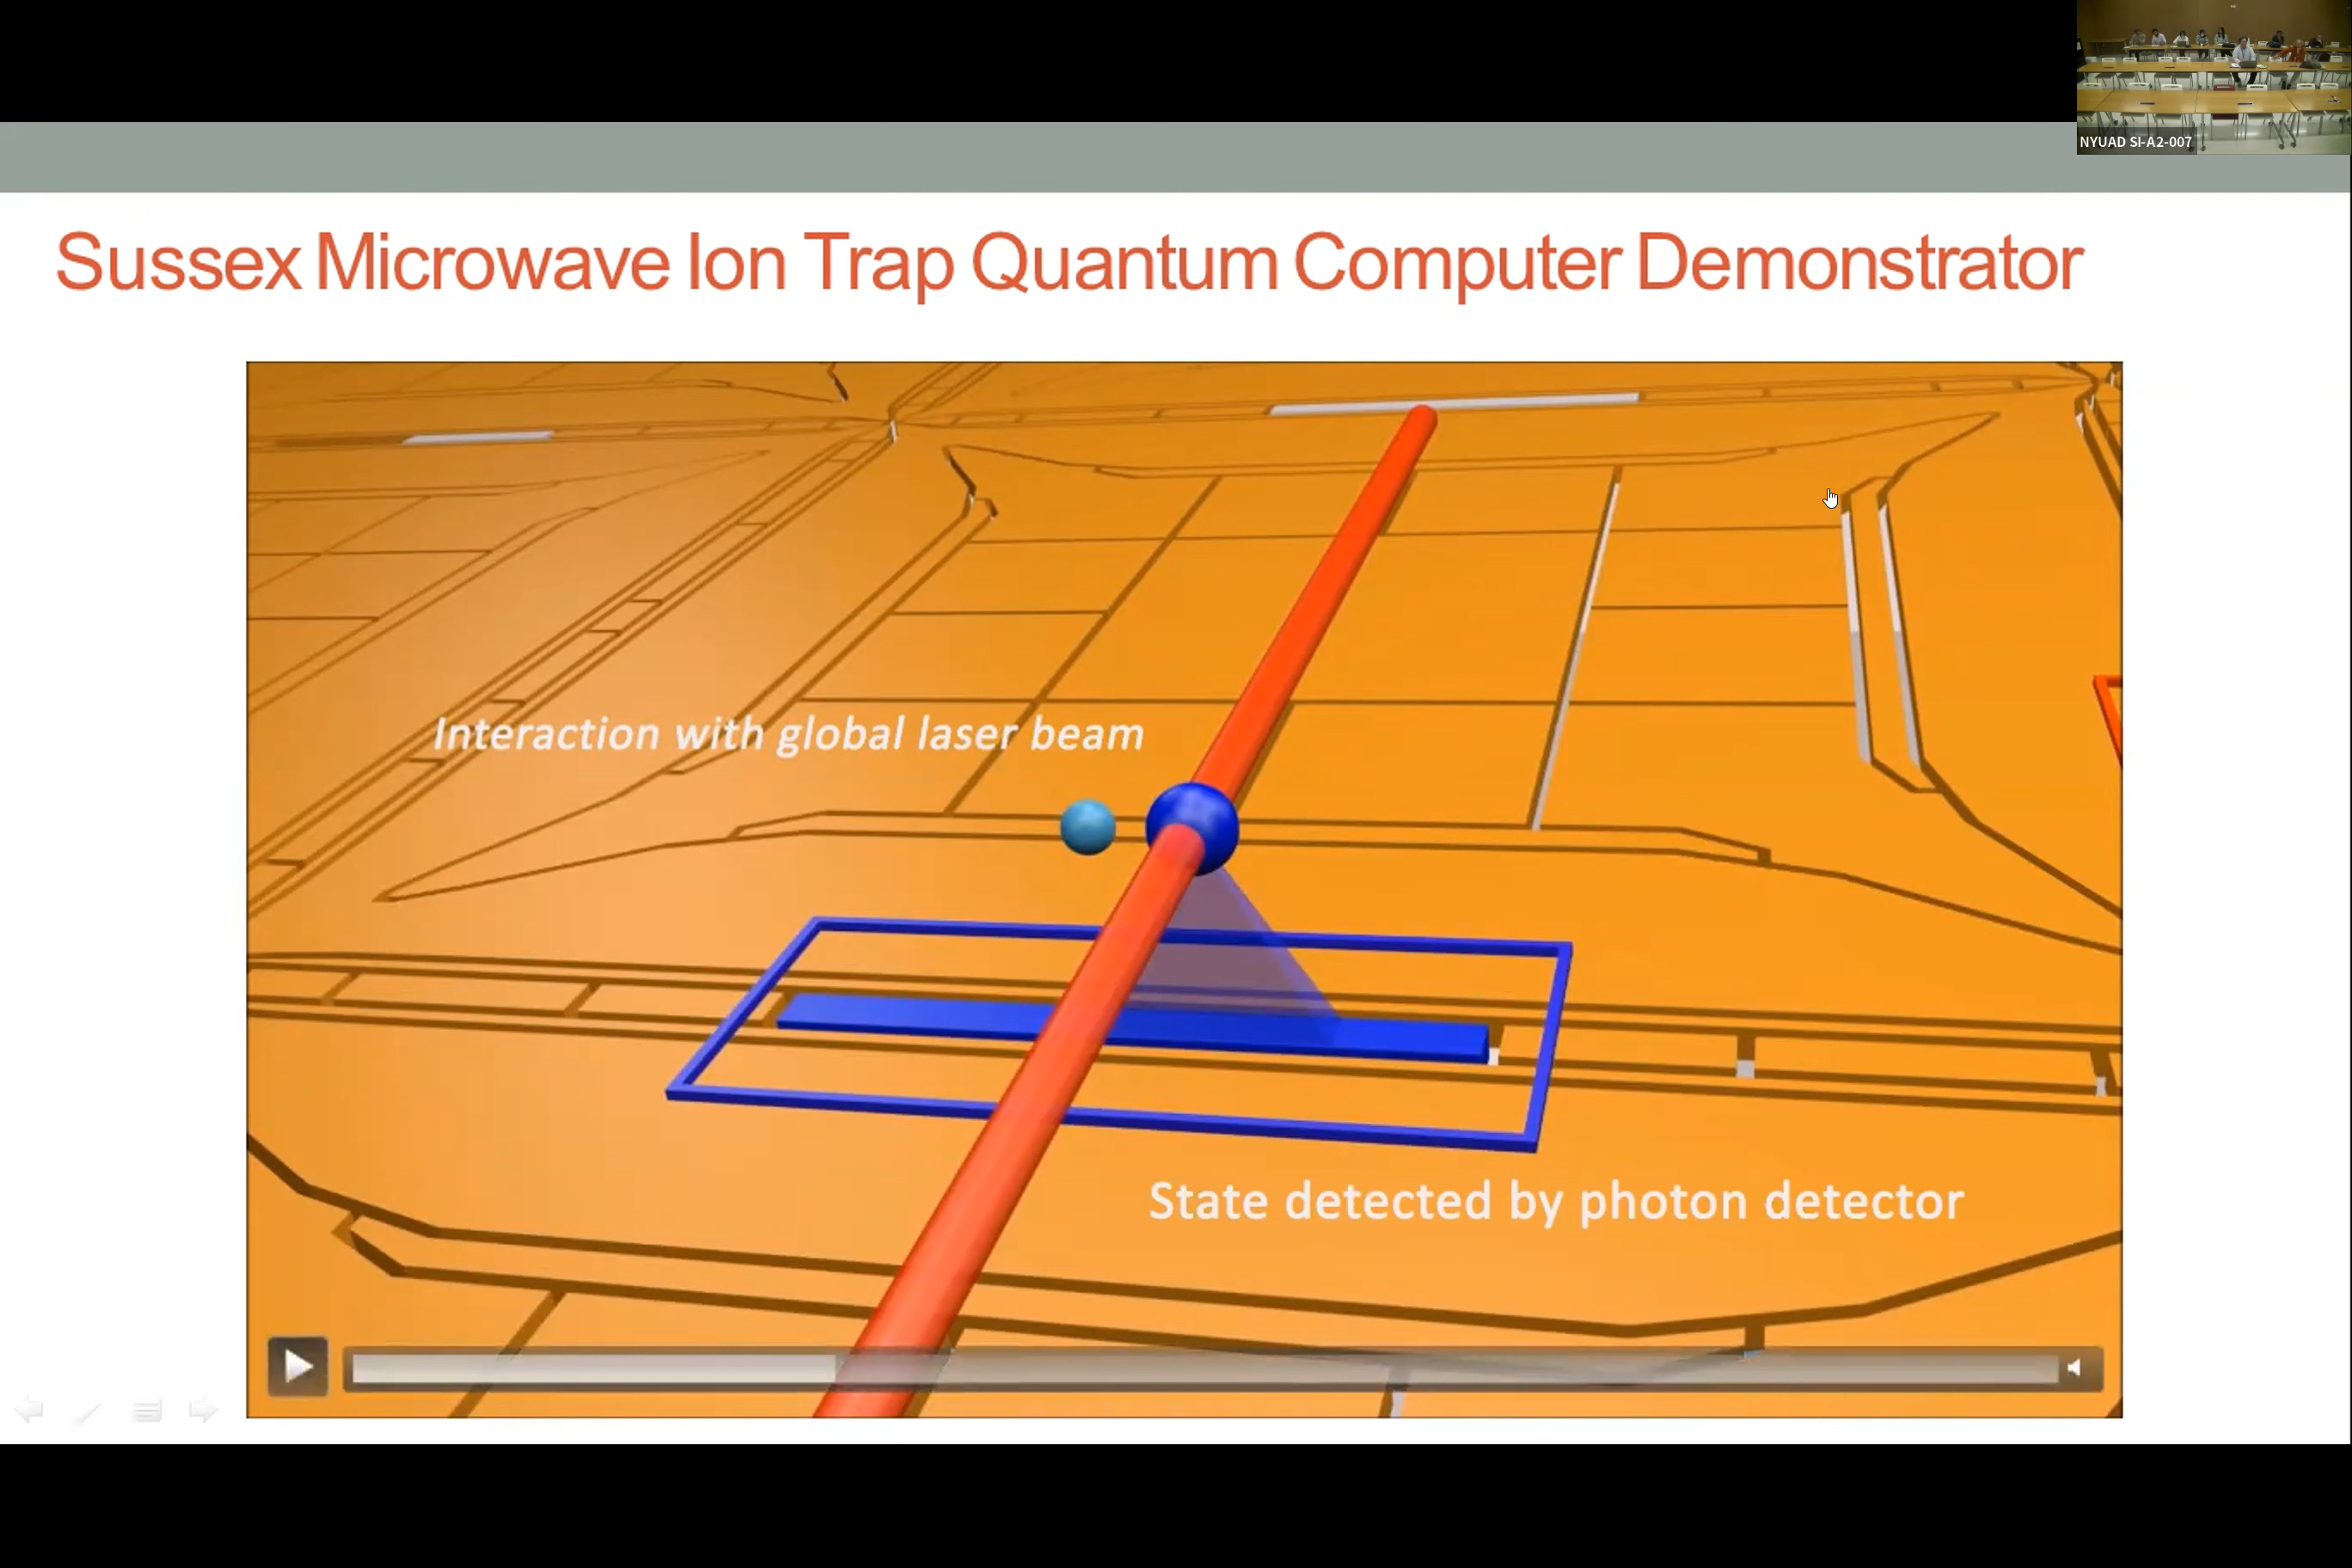 NYUAD SI-A2-007
Sussex Microwave Ion Trap Quantum Computer Demonstrator
Interaction with global laser beam
State detected by photon detector